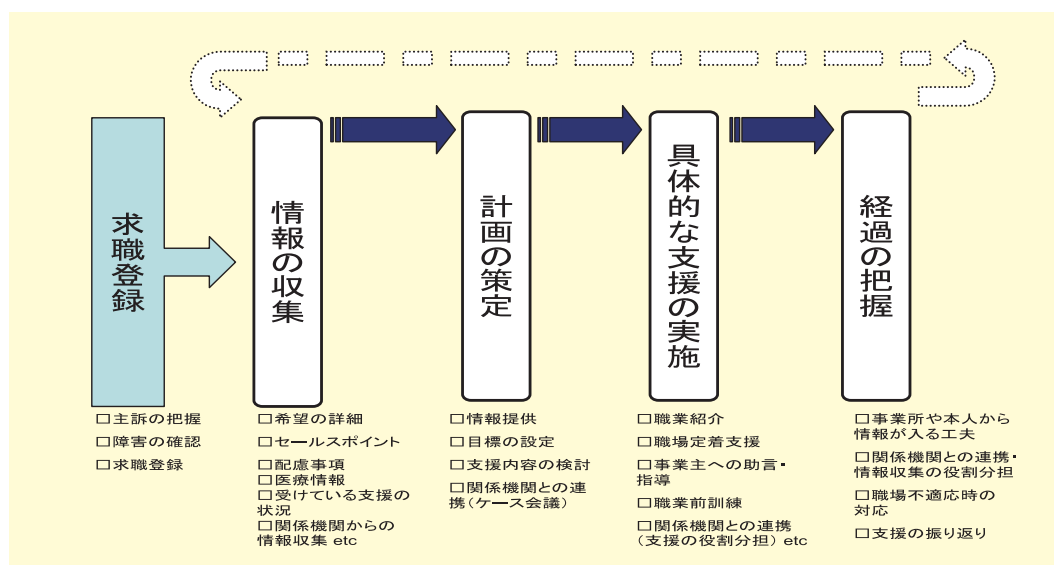 求職登録
情報の収集
計画の策定
具体的な支援の実施
経過の把握
□主訴の把握
□障害の確認
□求職登録
□希望の詳細
□セールスポイント
□配慮事項
□医療情報
□受けている支援の
状況
□関係機関からの
情報収集 etc
□情報提供
□目標の設定
□支援内容の検討
□関係機関との連
携(ケース会議)
□職業紹介
□職場定着支援
□事業主への助言・
指導
□職業前訓練
□関係機関との連携
(支援の役割分担) etc
□事業所や本人から
情報が入る工夫
□関係機関との連携・
情報収集の役割分担
□職場不適応時の
対応
□支援の振り返り